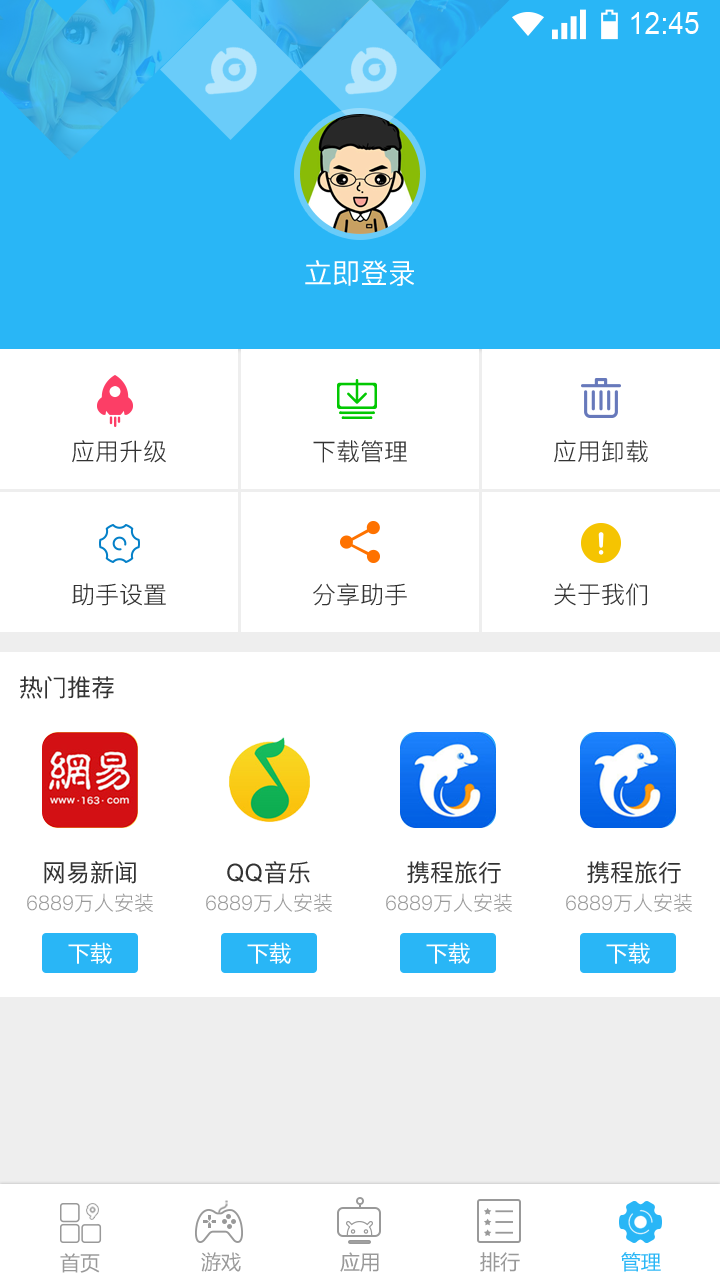 12:45
立即登录
应用升级 下载管理 应用卸载
助手设置 分享助手 关于我们
热门推荐
網易
www·163·com
网易新闻 QQ音乐 携程旅行 携程旅行
6889万人安装 6889万人安装 6889万人安装 6889万人安装
下载 下载 下载 下载
首页 游戏 应用 排行 管理